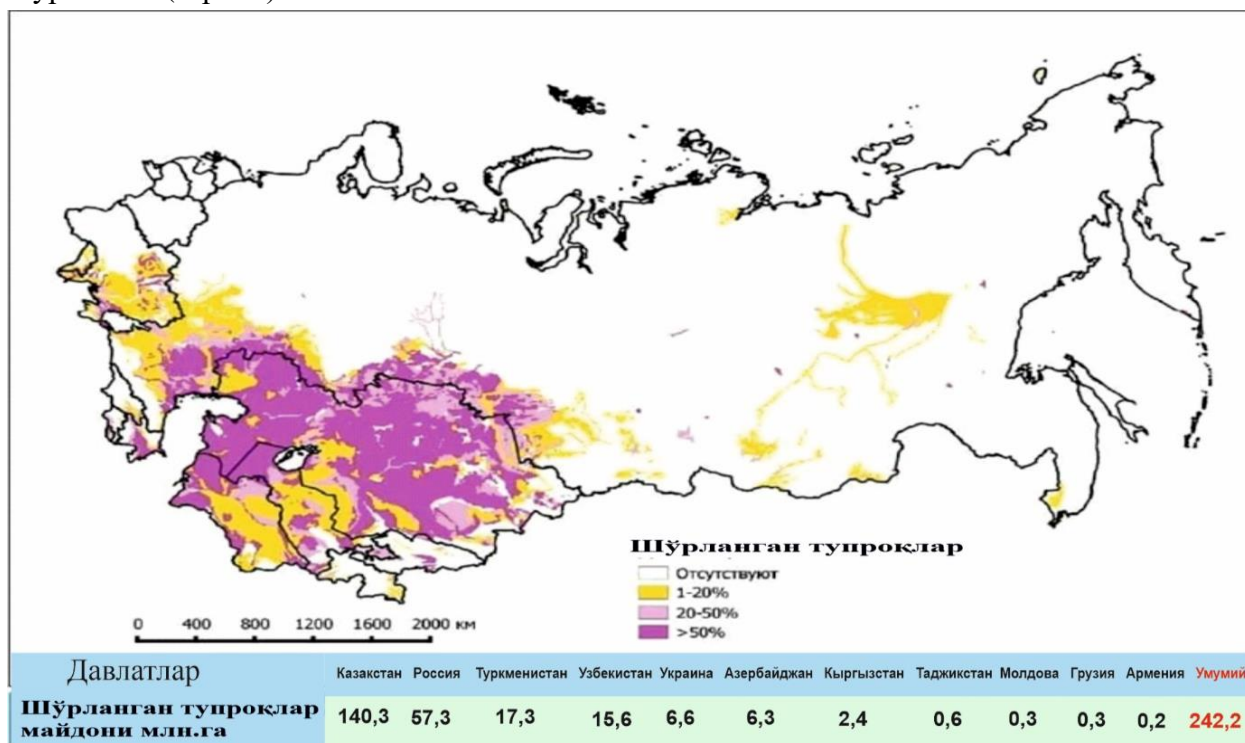 Шўрланган тупроқлар
Отсутствуют
1-20%
20-50%
>50%
0 400 800 1200 1600 2000 км
Давлатлар Казакстан Россия Туркменистан Узбекистан Украина Азербайджан Кыргызстан Таджикистан Молдова Грузия Армения Умумий
Шўрланган тупроқлар
майдони млн.га 140,3 57,3 17,3 15,6 6,6 6,3 2,4 0,6 0,3 0,3 0,2 242,2